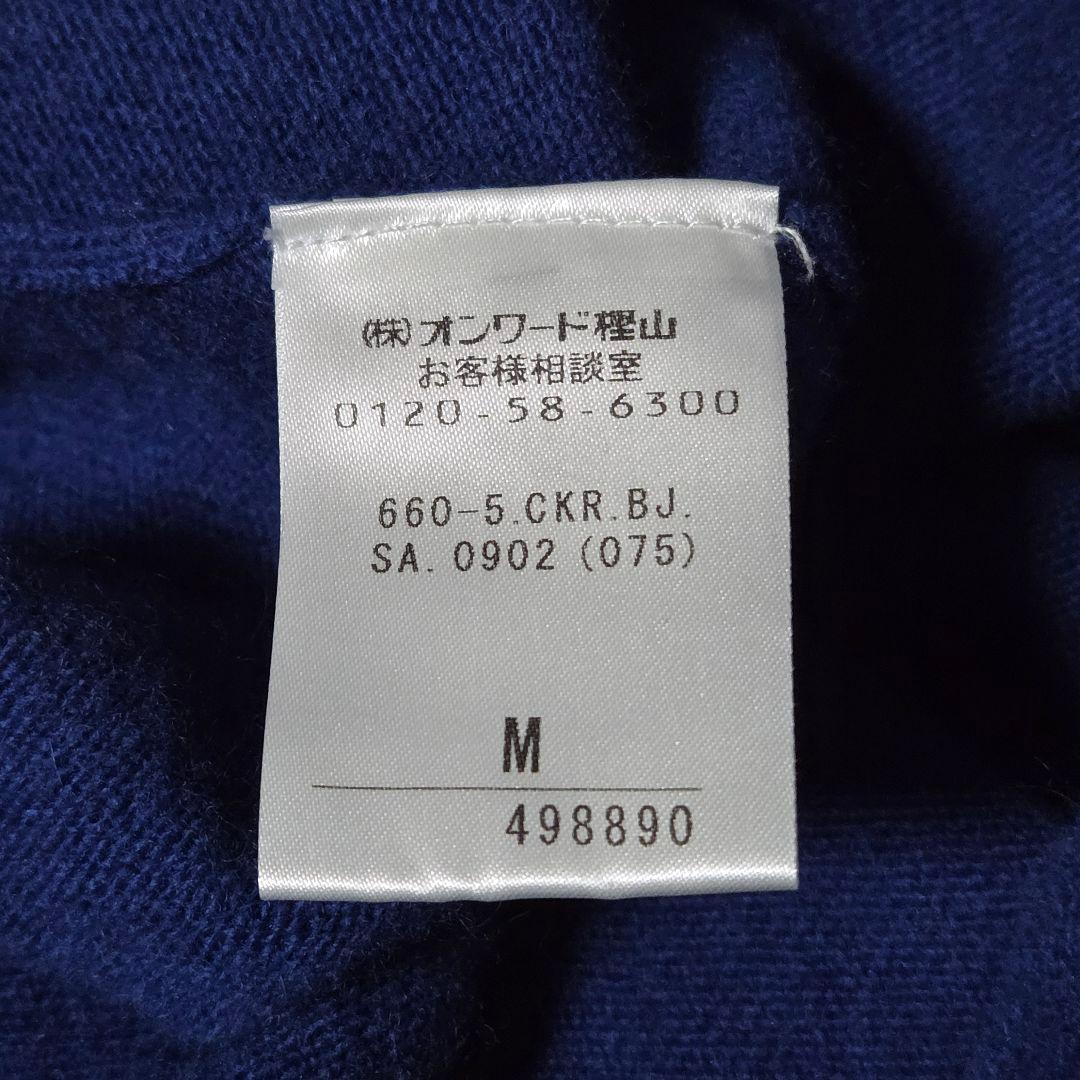 (株)オンワード樫山
お客様相談室
0120-58-6300
660-5.CKR.BJ.
SA.0902(075)
M
498890